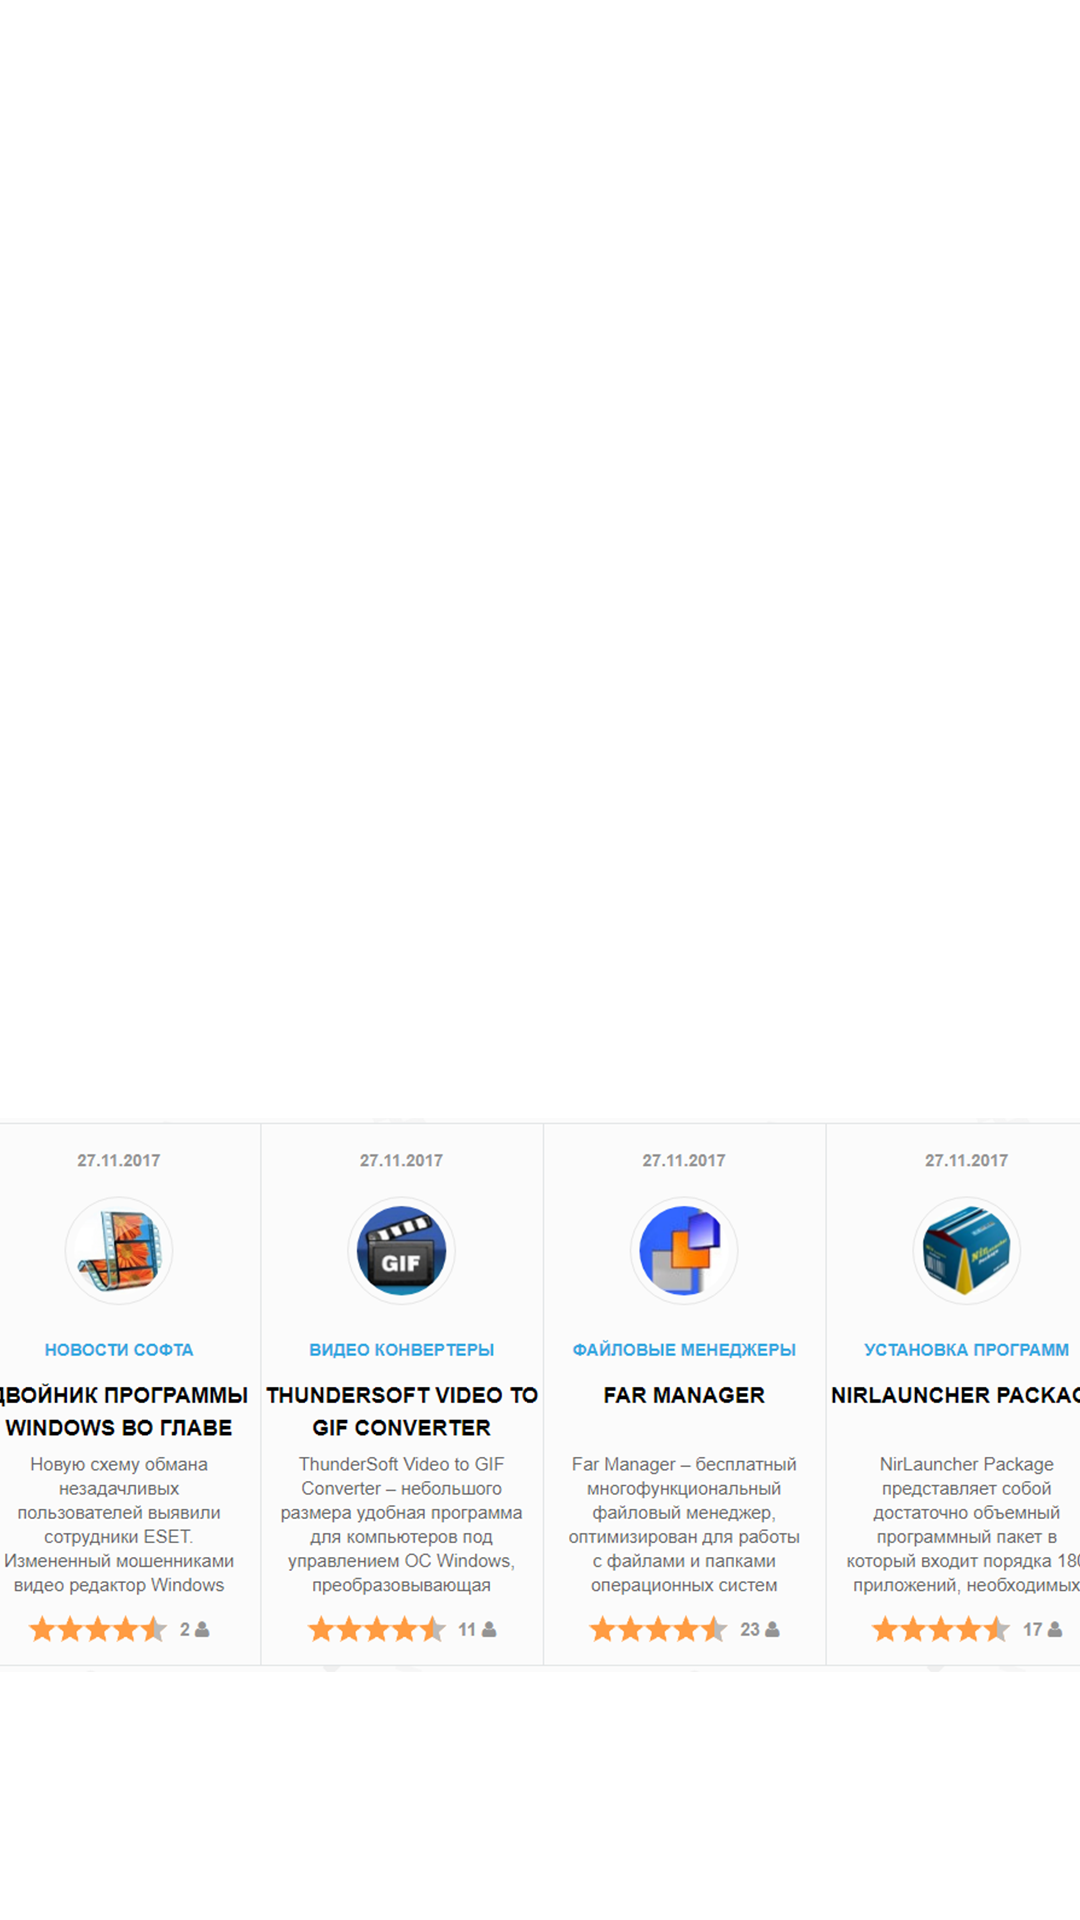 27.11.2017
НОВОСТИ СОФТА
ДВОЙНИК ПРОГРАММЫ
WINDOWS ВО ГЛАВЕ
Новую схему обмана
незадачливых
пользователей выявили
сотрудники ESET.
Измененный мошенниками
видео редактор Windows
2
27.11.2017
GIF
ВИДЕО КОНВЕРТЕРЫ
THUNDERSOFT VIDEO TO
GIF CONVERTER
ThunderSoft Video to GIF
Converter – небольшого
размера удобная программа
для компьютеров под
управлением ОС Windows,
преобразовывающая
11
27.11.2017
ФАЙЛОВЫЕ МЕНЕДЖЕРЫ
FAR MANAGER
Far Manager – бесплатный
многофункциональный
файловый менеджер,
оптимизирован для работы
с файлами и папками
операционных систем
23
27.11.2017
УСТАНОВКА ПРОГРАММ
NIRLAUNCHER PACKAG
NirLauncher Package
представляет собой
достаточно объемный
программный пакет в
который входит порядка 180
приложений, необходимых
17